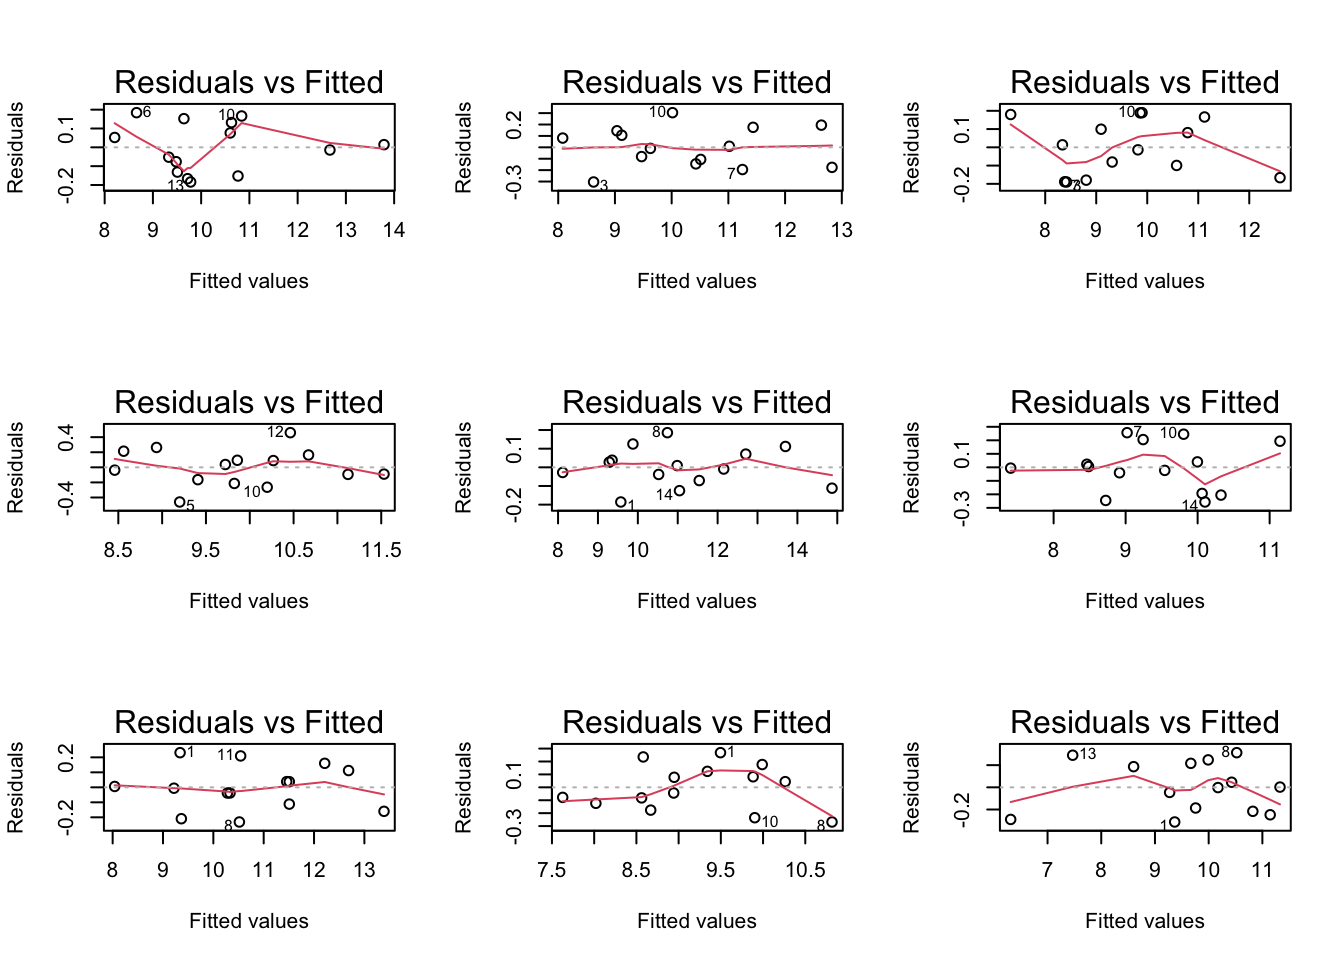 Residuals vs Fitted
Residuals
0.1
-0.2
6
10
13
8 9 10 11 12 13 14
Fitted values
Residuals vs Fitted
Residuals
0.2
-0.3
10
3
7
8 9 10 11 12 13
Fitted values
Residuals vs Fitted
Residuals
0.1
-0.2
10
8 9 10 11 12
Fitted values
Residuals vs Fitted
Residuals
0.4
-0.4
12
10
5
8.5 9.5 10.5 11.5
Fitted values
Residuals vs Fitted
Residuals
0.1
-0.2
8
14
1
8 9 10 12 14
Fitted values
Residuals vs Fitted
Residuals
0.1
-0.3
7
10
14
8 9 10 11
Fitted values
Residuals vs Fitted
Residuals
0.2
-0.2
1
11
8
8 9 10 11 12 13
Fitted values
Residuals vs Fitted
Residuals
0.1
-0.3
1
10
8
7.5 8.5 9.5 10.5
Fitted values
Residuals vs Fitted
Residuals
-0.2
13
8
1
7 8 9 10 11
Fitted values